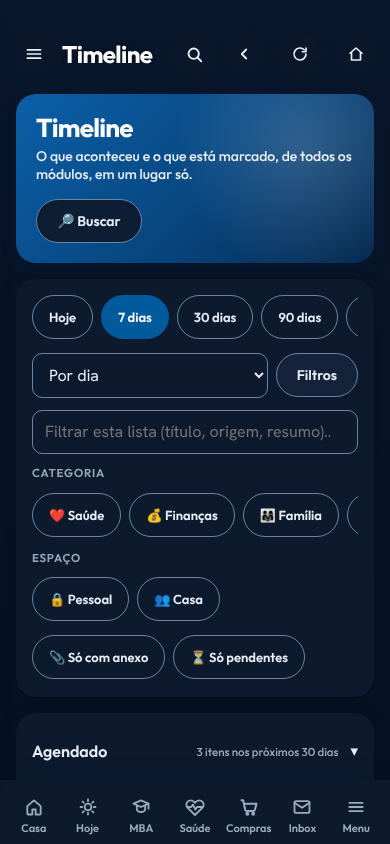 Timeline
Timeline
O que aconteceu e o que está marcado, de todos os
módulos, em um lugar só.
🔎 Buscar
Hoje
7 dias
30 dias
90 dias
Por dia
Filtros
Filtrar esta lista (título, origem, resumo)..
CATEGORIA
❤️ Saúde
💰 Finanças
👨‍👩‍👧‍👦 Família
ESPAÇO
🔒 Pessoal
👥 Casa
📎 Só com anexo
⏳ Só pendentes
Agendado
3 itens nos próximos 30 dias ▼
Casa
Hoje
MBA
Saúde
Compras
Inbox
Menu